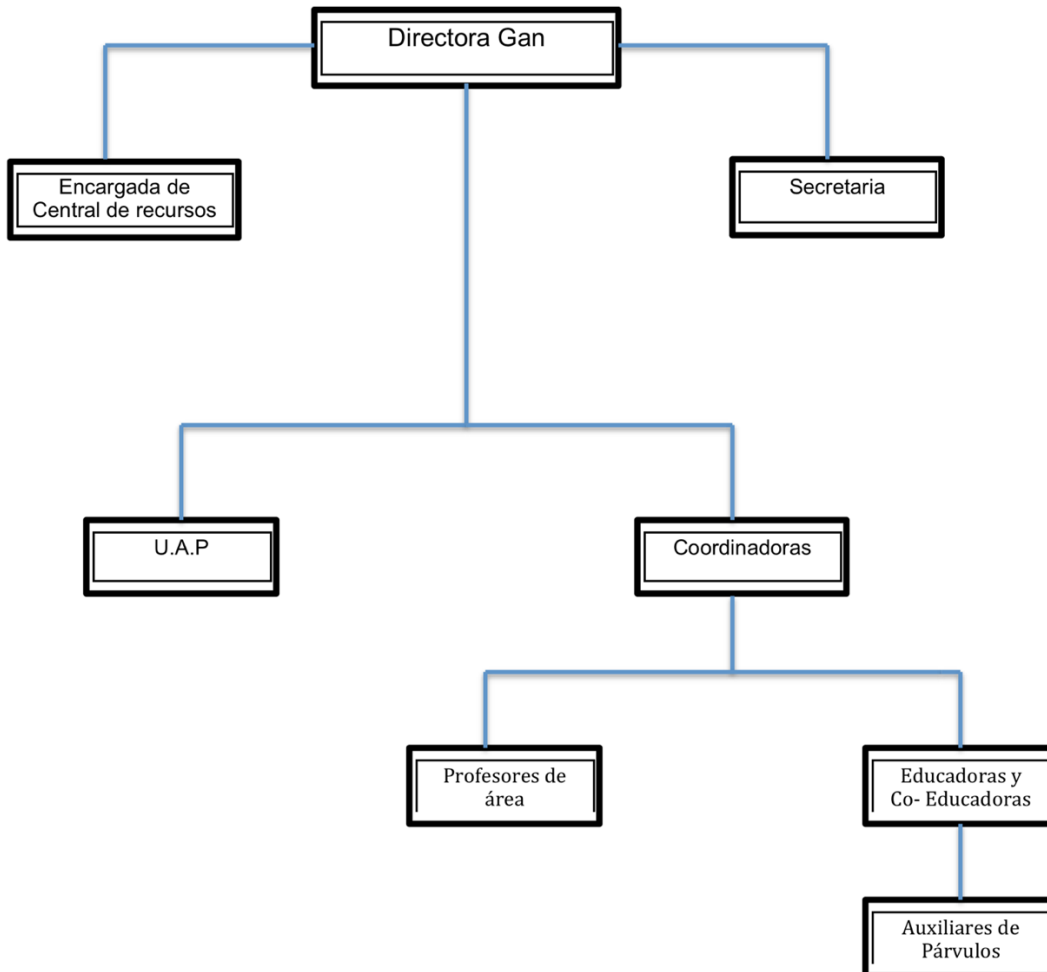 Directora Gan
Encargada de
Central de recursos
Secretaria
U.A.P
Coordinadoras
Profesores de
área
Educadoras y
Co- Educadoras
Auxiliares de
Párvulos